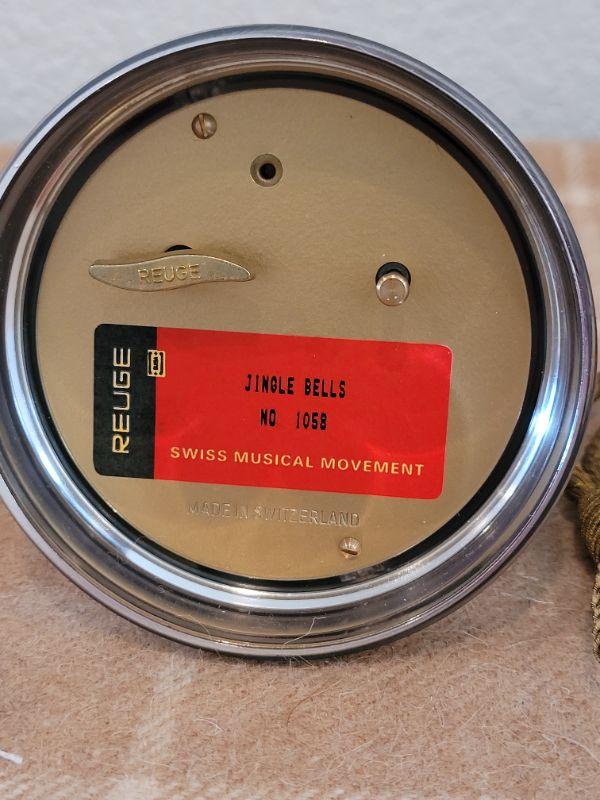 REUGE
REUGE
JINGLE BELLS
NO 1058
SWISS MUSICAL MOVEMENT
MADE IN SWITZERLAND